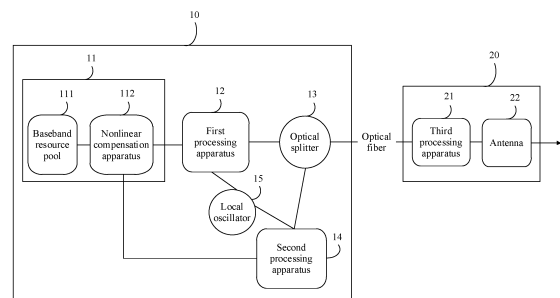 10
11
111
112
12
13
20
21
22
Baseband
resource
pool
Nonlinear
compensation
apparatus
First
processing
apparatus
Optical
splitter
Optical
fiber
Third
processing
apparatus
Antenna
15
Local
oscillator
14
Second
processing
apparatus